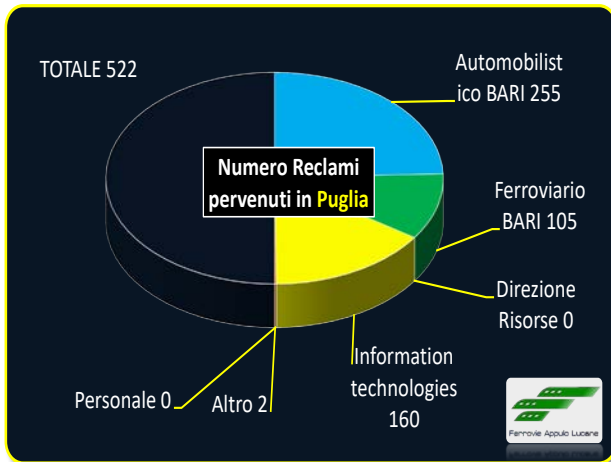 TOTALE 522
Automobilist
ico BARI 255
Numero Reclami
pervenuti in Puglia
Ferroviario
BARI 105
Direzione
Risorse 0
Information
technologies
160
Altro 2
Personale 0
Ferrovie Appulo Lucane